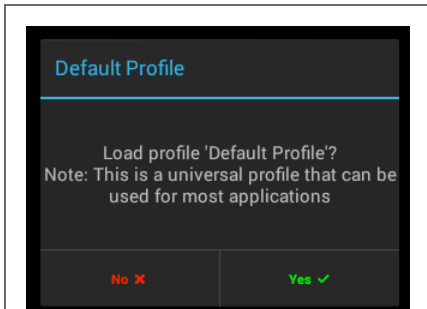 Default Profile
Load profile 'Default Profile'?
Note: This is a universal profile that can be
used for most applications
No ✕
Yes ✓